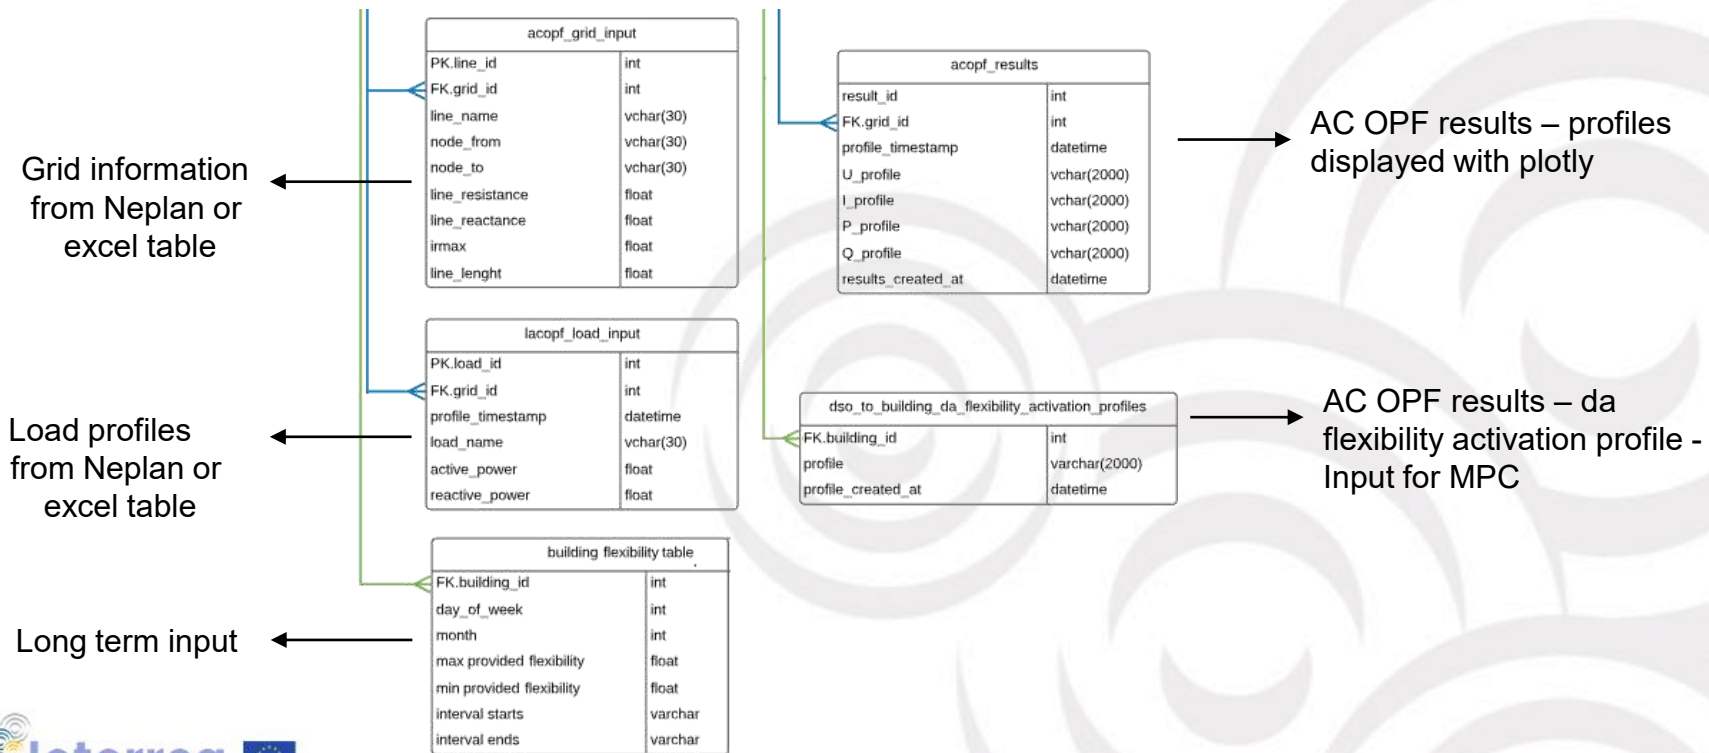 acopf_grid_input
PK.line_id int
FK.grid_id int
line_name vchar(30)
node_from vchar(30)
node_to vchar(30)
line_resistance float
line_reactance float
irmax float
line_lenght float
Grid information
from Neplan or
excel table
acopf_results
result_id int
FK.grid_id int
profile_timestamp datetime
U_profile vchar(2000)
I_profile vchar(2000)
P_profile vchar(2000)
Q_profile vchar(2000)
results_created_at datetime
AC OPF results – profiles
displayed with plotly
lacopf_load_input
PK.load_id int
FK.grid_id int
profile_timestamp datetime
load_name vchar(30)
active_power float
reactive_power float
Load profiles
from Neplan or
excel table
dso_to_building_da_flexibility_activation_profiles
FK.building_id int
profile varchar(2000)
profile_created_at datetime
AC OPF results – da
flexibility activation profile -
Input for MPC
building flexibility table
FK.building_id int
day_of_week int
month int
max provided flexibility float
min provided flexibility float
interval starts varchar
interval ends varchar
Long term input